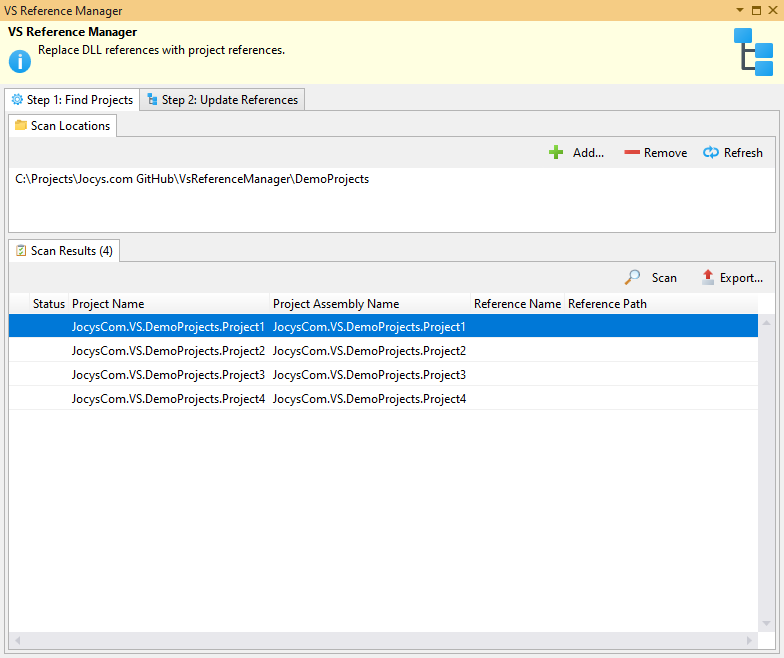 VS Reference Manager
VS Reference Manager
Replace DLL references with project references.
Step 1: Find Projects Step 2: Update References
Scan Locations
Add... Remove Refresh
C:\Projects\Jocys.com GitHub\VsReferenceManager\DemoProjects
Scan Results (4)
Scan Export...
Status Project Name Project Assembly Name Reference Name Reference Path
JocysCom.VS.DemoProjects.Project1 JocysCom.VS.DemoProjects.Project1
JocysCom.VS.DemoProjects.Project2 JocysCom.VS.DemoProjects.Project2
JocysCom.VS.DemoProjects.Project3 JocysCom.VS.DemoProjects.Project3
JocysCom.VS.DemoProjects.Project4 JocysCom.VS.DemoProjects.Project4